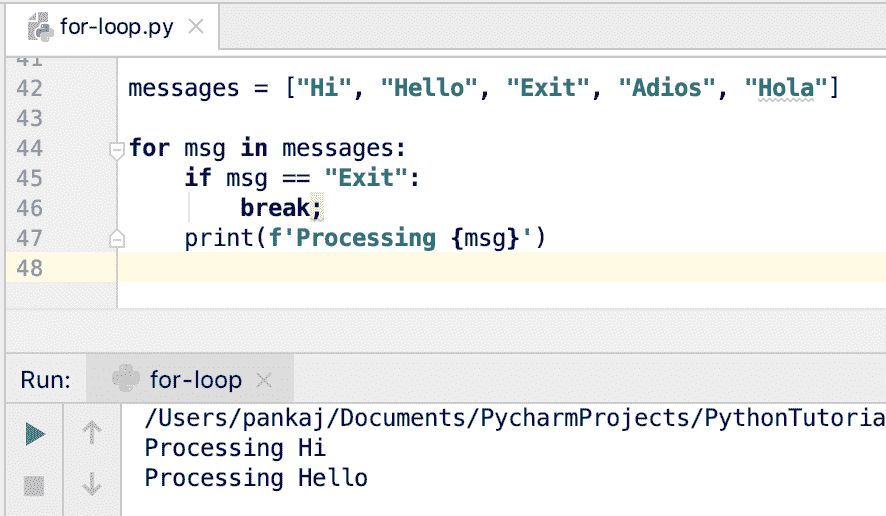 for-loop.py
41
42 messages = ["Hi", "Hello", "Exit", "Adios", "Hola"]
43
44 for msg in messages:
45     if msg == "Exit":
46         break;
47     print(f'Processing {msg}')
48
Run: for-loop
/Users/pankaj/Documents/PycharmProjects/PythonTutoria
Processing Hi
Processing Hello